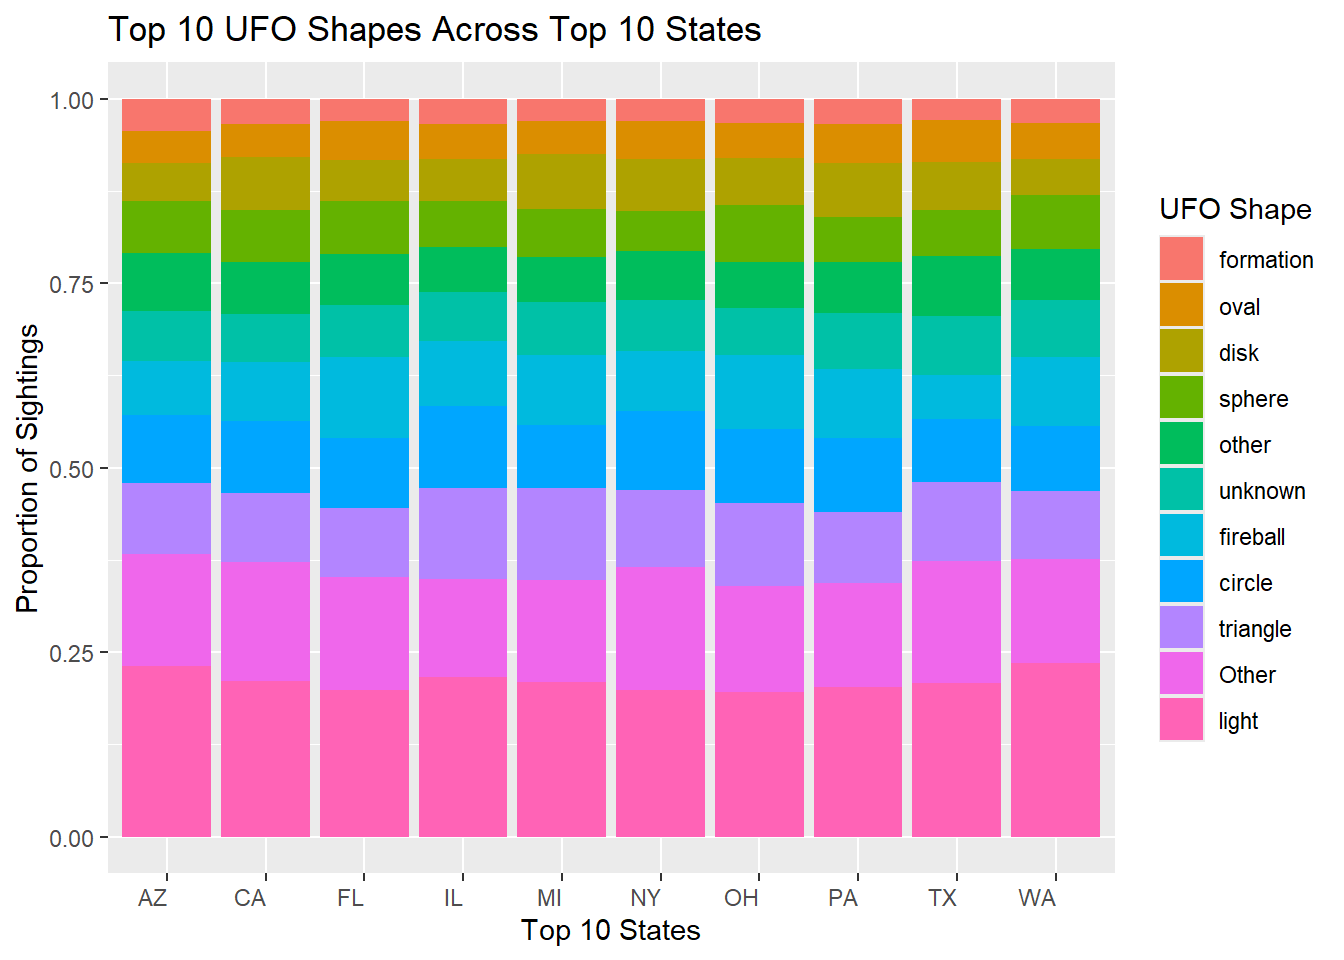 Top 10 UFO Shapes Across Top 10 States
1.00
0.75
0.50
0.25
0.00
Proportion of Sightings
AZ CA FL IL MI NY OH PA TX WA
Top 10 States
UFO Shape
formation
oval
disk
sphere
other
unknown
fireball
circle
triangle
Other
light